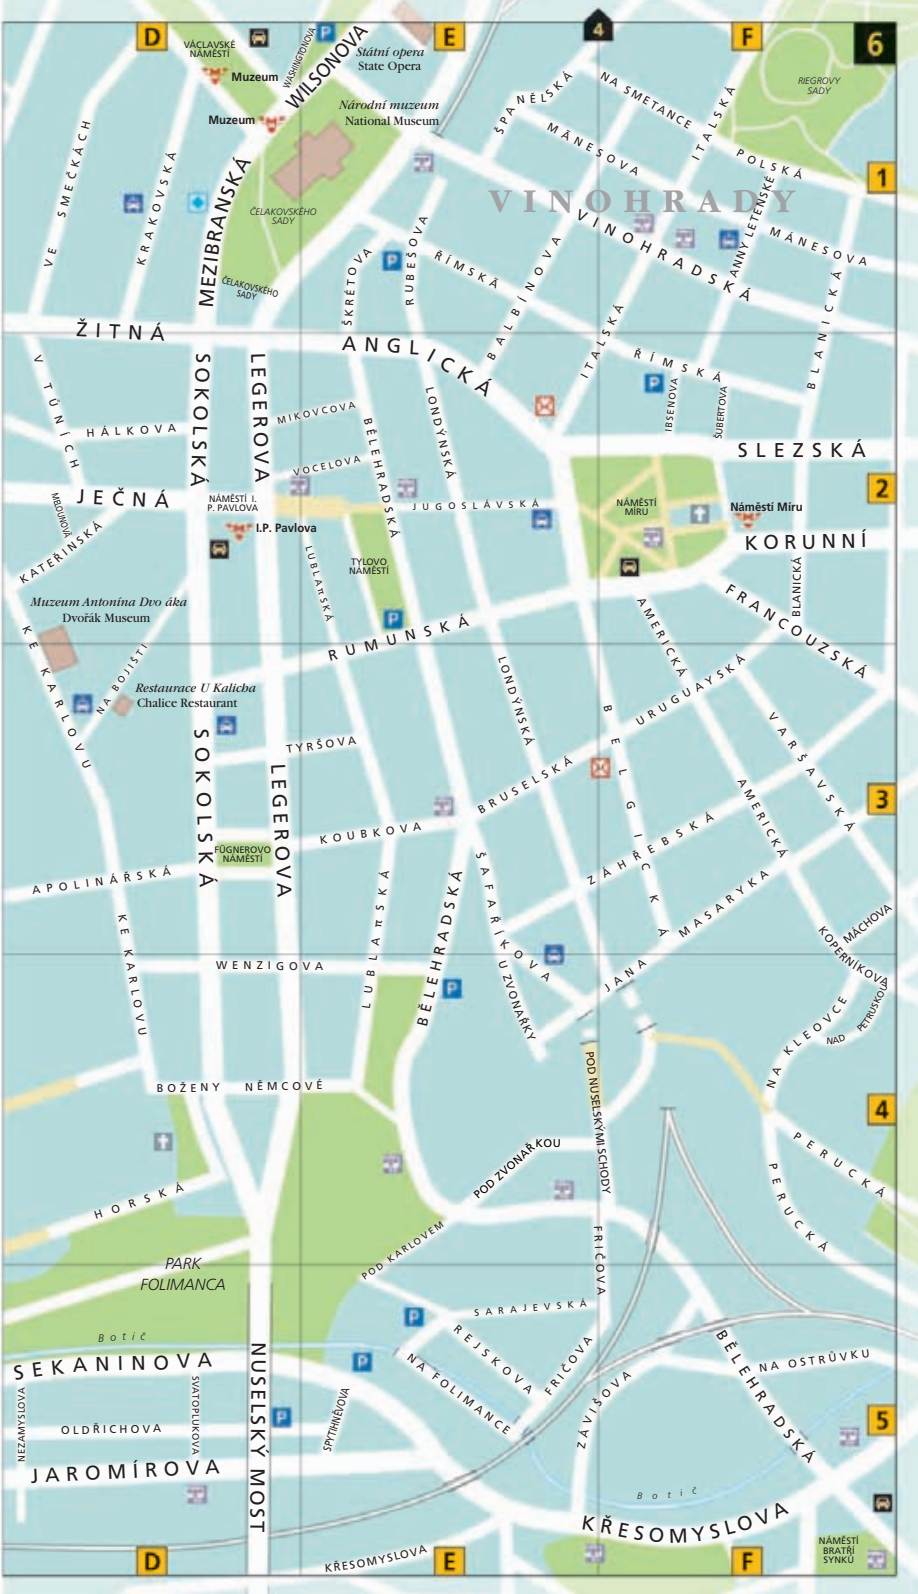 D
E
4
F
6
VÁCLAVSKÉ
NÁMĚSTÍ
WASHINGTONOVA
P
WILSONOVA
Státní opera
State Opera
Muzeum
Muzeum
Národní muzeum
National Museum
RIEGROVY
SADY
ŠPANĚLSKÁ
NA SMETANCE
ITALSKÁ
MÁNESOVA
POLSKÁ
1
VE SMEČKÁCH
KRAKOVSKÁ
MEZIBRANSKÁ
ČELAKOVSKÉHO
SADY
ČELAKOVSKÉHO
SADY
VINOHRADY
VINOHRADSKÁ
ANNY LETENSKÉ
MÁNESOVA
ŠKRÉTOVA
P
RUBEŠOVA
ŘÍMSKÁ
BALBÍNOVA
ITALSKÁ
BLANICKÁ
ŽITNÁ
ANGLICKÁ
ŘÍMSKÁ
P
IBSENOVA
ŠUBERTOVA
V TŮNÍCH
SOKOLSKÁ
LEGEROVA
MIKOVCOVA
BĚLEHRADSKÁ
LONDÝNSKÁ
HÁLKOVA
VOCELOVA
SLEZSKÁ
2
JEČNÁ
NÁMĚSTÍ I.
P. PAVLOVA
JUGOSLÁVSKÁ
NÁMĚSTÍ
MÍRU
Náměstí Míru
KATEŘINSKÁ
I.P. Pavlova
KORUNNÍ
TYLOVO
NÁMĚSTÍ
BLANICKÁ
Muzeum Antonína Dvo áka
Dvořák Museum
P
RUMUNSKÁ
AMERICKÁ
FRANCOUZSKÁ
KE KARLOVU
NA BOJIŠTI
Restaurace U Kalicha
Chalice Restaurant
LONDÝNSKÁ
BELGICKÁ
URUGUAYSKÁ
VARŠAVSKÁ
SOKOLSKÁ
LEGEROVA
TYRŠOVA
BRUSELSKÁ
AMERICKÁ
3
KOUBKOVA
FÜGNEROVO
NÁMĚSTÍ
ZÁHŘEBSKÁ
APOLINÁŘSKÁ
ŠAFAŘÍKOVA
MASARYKA
MÁCHOVA
KOPERNÍKOVA
KE KARLOVU
BĚLEHRADSKÁ
WENZIGOVA
U ZVONAŘKY
JANA
P
NA KLEOVCE
NAD
PETRUSKOU
BOŽENY NĚMCOVÉ
POD NUSELSKÝMI SCHODY
4
POD ZVONAŘKOU
PERUCKÁ
PERUCKÁ
HORSKÁ
POD KARLOVEM
FRIČOVA
PARK
FOLIMANCA
SARAJEVSKÁ
P
Botič
REJSKOVA
FRIČOVA
BĚLEHRADSKÁ
NA OSTRŮVKU
SEKANINOVA
P
NA FOLIMANCE
NEZAMYSLOVA
SVATOPLUKOVA
NUSELSKÝ MOST
SPYTIHNĚVOVA
ZÁVIŠOVA
P
5
OLDŘICHOVA
JAROMÍROVA
Botič
KŘESOMYSLOVA
KŘESOMYSLOVA
NÁMĚSTÍ
BRATŘÍ
SYNKŮ
D
E
F